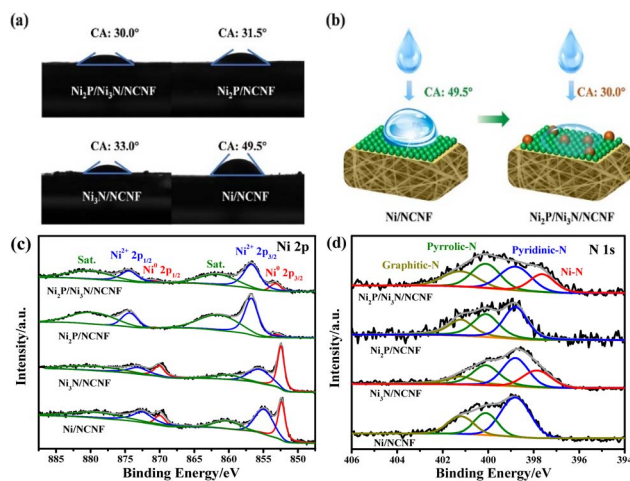 (a)
CA: 30.0°
CA: 31.5°
Ni₂P/Ni₃N/NCNF
Ni₂P/NCNF
CA: 33.0°
CA: 49.5°
Ni₃N/NCNF
Ni/NCNF
(b)
CA: 49.5°
CA: 30.0°
Ni/NCNF
Ni₂P/Ni₃N/NCNF
(c)
Ni 2p
Sat.
Ni²⁺ 2p₁/₂
Ni⁰ 2p₁/₂
Sat.
Ni²⁺ 2p₃/₂
Ni⁰ 2p₃/₂
Ni₂P/Ni₃N/NCNF
Ni₂P/NCNF
Ni₃N/NCNF
Ni/NCNF
Intensity/a.u.
885 880 875 870 865 860 855 850
Binding Energy/eV
(d)
N 1s
Pyrrolic-N
Pyridinic-N
Graphitic-N
Ni-N
Ni₂P/Ni₃N/NCNF
Ni₂P/NCNF
Ni₃N/NCNF
Ni/NCNF
Intensity/a.u.
406 404 402 400 398 396 394
Binding Energy/eV